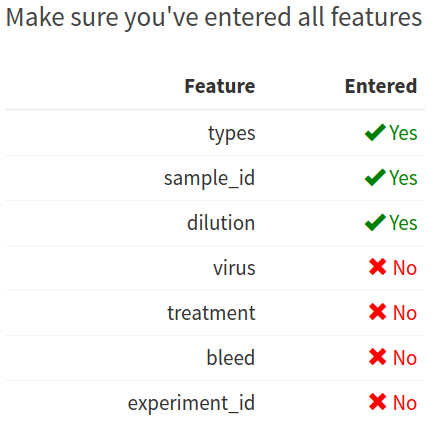 Make sure you've entered all features
Feature Entered
types ✔ Yes
sample_id ✔ Yes
dilution ✔ Yes
virus ✖ No
treatment ✖ No
bleed ✖ No
experiment_id ✖ No